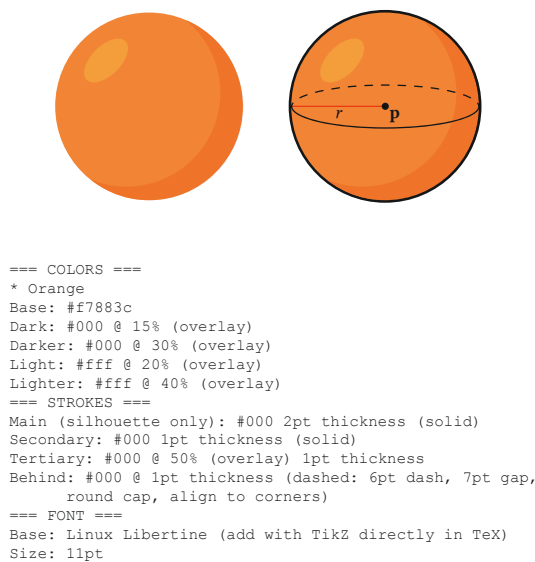 r p
=== COLORS ===
* Orange
Base: #f7883c
Dark: #000 @ 15% (overlay)
Darker: #000 @ 30% (overlay)
Light: #fff @ 20% (overlay)
Lighter: #fff @ 40% (overlay)
=== STROKES ===
Main (silhouette only): #000 2pt thickness (solid)
Secondary: #000 1pt thickness (solid)
Tertiary: #000 @ 50% (overlay) 1pt thickness
Behind: #000 @ 1pt thickness (dashed: 6pt dash, 7pt gap,
round cap, align to corners)
=== FONT ===
Base: Linux Libertine (add with TikZ directly in TeX)
Size: 11pt